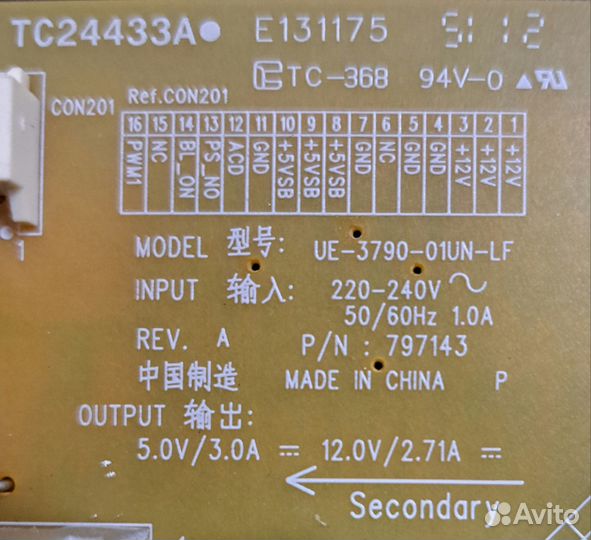 TC24433A E131175 5112
TC-368 94V-0
CON201 Ref.CON201
16 15 14 13 12 11 10 9 8 7 6 5 4 3 2 1
PWM1 NC BL_ON PS_NO ACD GND +5VSB +5VSB +5VSB GND NC GND GND +12V +12V +12V
1
MODEL 型号: UE-3790-01UN-LF
INPUT 输入: 220-240V ~
50/60Hz 1.0A
REV. A P/N : 797143
中国制造 MADE IN CHINA P
OUTPUT 输出:
5.0V/3.0A ⎓ 12.0V/2.71A ⎓
Secondary
Avito